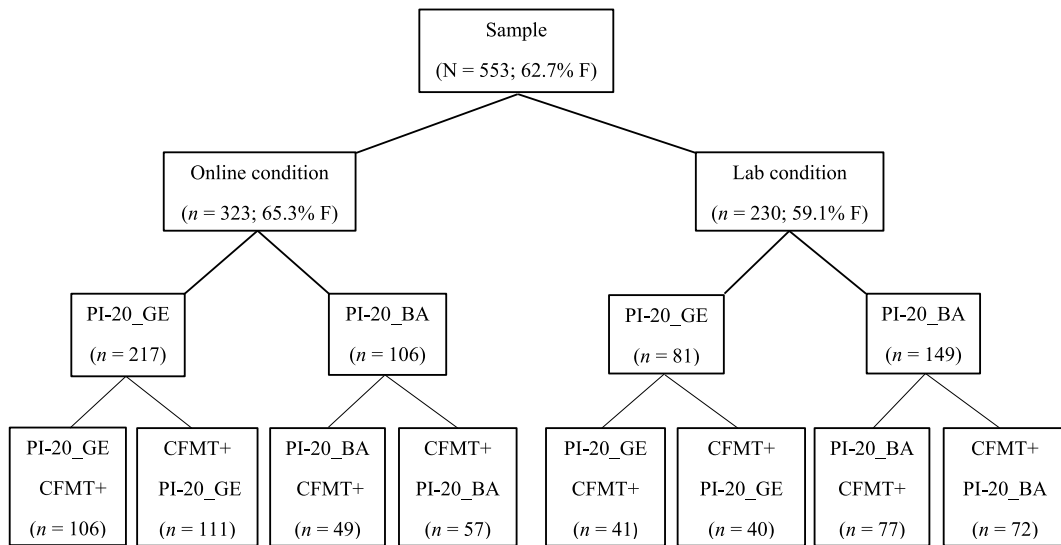 Sample
(N = 553; 62.7% F)
Online condition
(n = 323; 65.3% F)
Lab condition
(n = 230; 59.1% F)
PI-20_GE
(n = 217)
PI-20_BA
(n = 106)
PI-20_GE
(n = 81)
PI-20_BA
(n = 149)
PI-20_GE
CFMT+
(n = 106)
CFMT+
PI-20_GE
(n = 111)
PI-20_BA
CFMT+
(n = 49)
CFMT+
PI-20_BA
(n = 57)
PI-20_GE
CFMT+
(n = 41)
CFMT+
PI-20_GE
(n = 40)
PI-20_BA
CFMT+
(n = 77)
CFMT+
PI-20_BA
(n = 72)